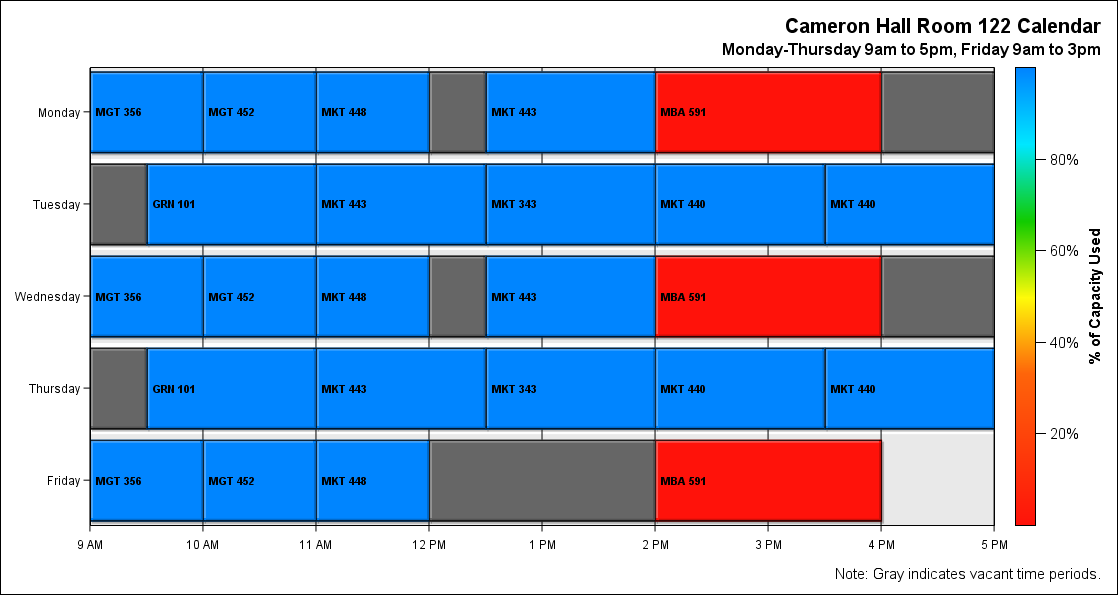 Cameron Hall Room 122 Calendar
Monday-Thursday 9am to 5pm, Friday 9am to 3pm
Monday MGT 356 MGT 452 MKT 448 MKT 443 MBA 591
Tuesday GRN 101 MKT 443 MKT 343 MKT 440 MKT 440
Wednesday MGT 356 MGT 452 MKT 448 MKT 443 MBA 591
Thursday GRN 101 MKT 443 MKT 343 MKT 440 MKT 440
Friday MGT 356 MGT 452 MKT 448 MBA 591
9 AM 10 AM 11 AM 12 PM 1 PM 2 PM 3 PM 4 PM 5 PM
80%
60%
40%
20%
% of Capacity Used
Note: Gray indicates vacant time periods.